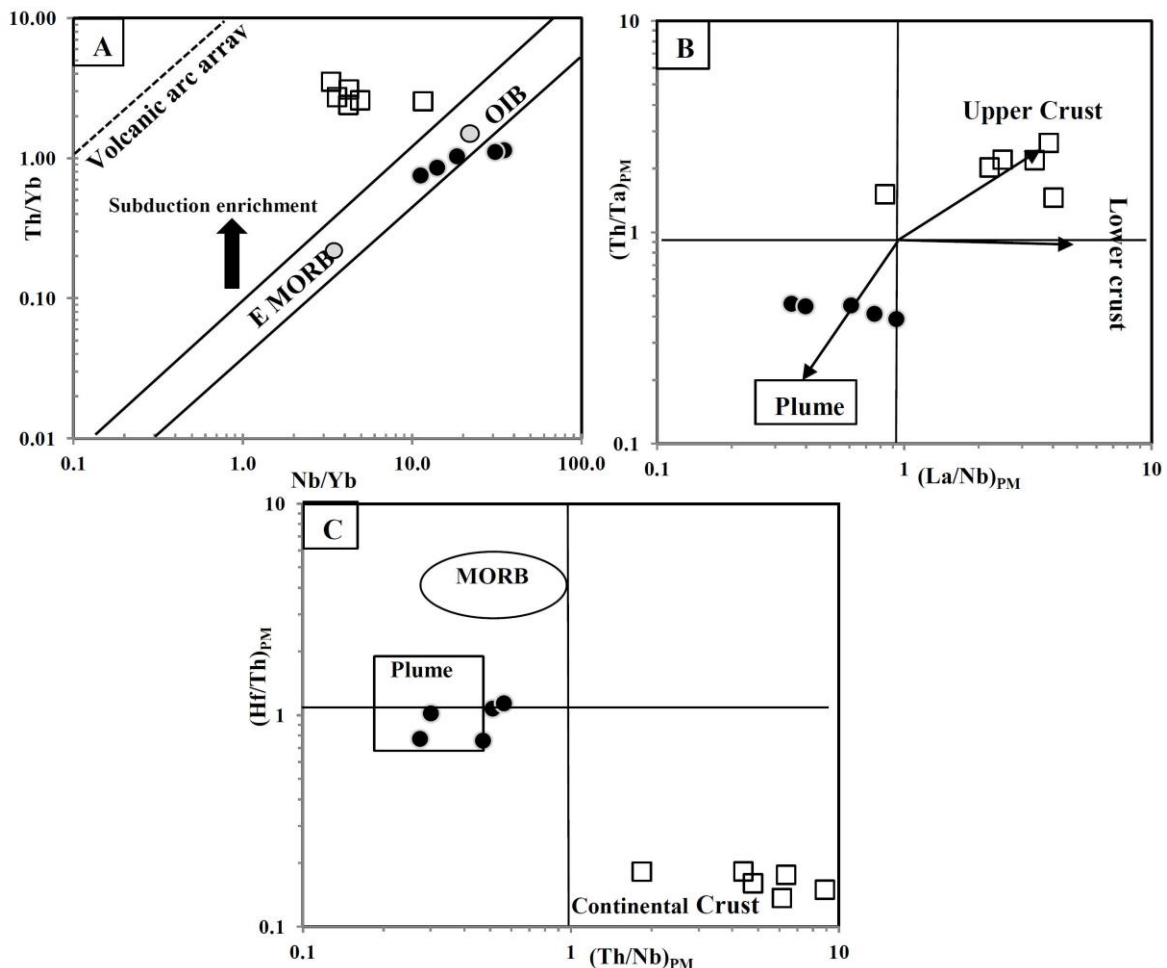 A
10.00
1.00
0.10
0.01
Th/Yb
Volcanic arc array
Subduction enrichment
OIB
E MORB
0.1
1.0
10.0
100.0
Nb/Yb
B
10
1
0.1
(Th/Ta)PM
Upper Crust
Lower crust
Plume
0.1
1
10
(La/Nb)PM
C
10
1
0.1
(Hf/Th)PM
MORB
Plume
Continental Crust
0.1
1
10
(Th/Nb)PM